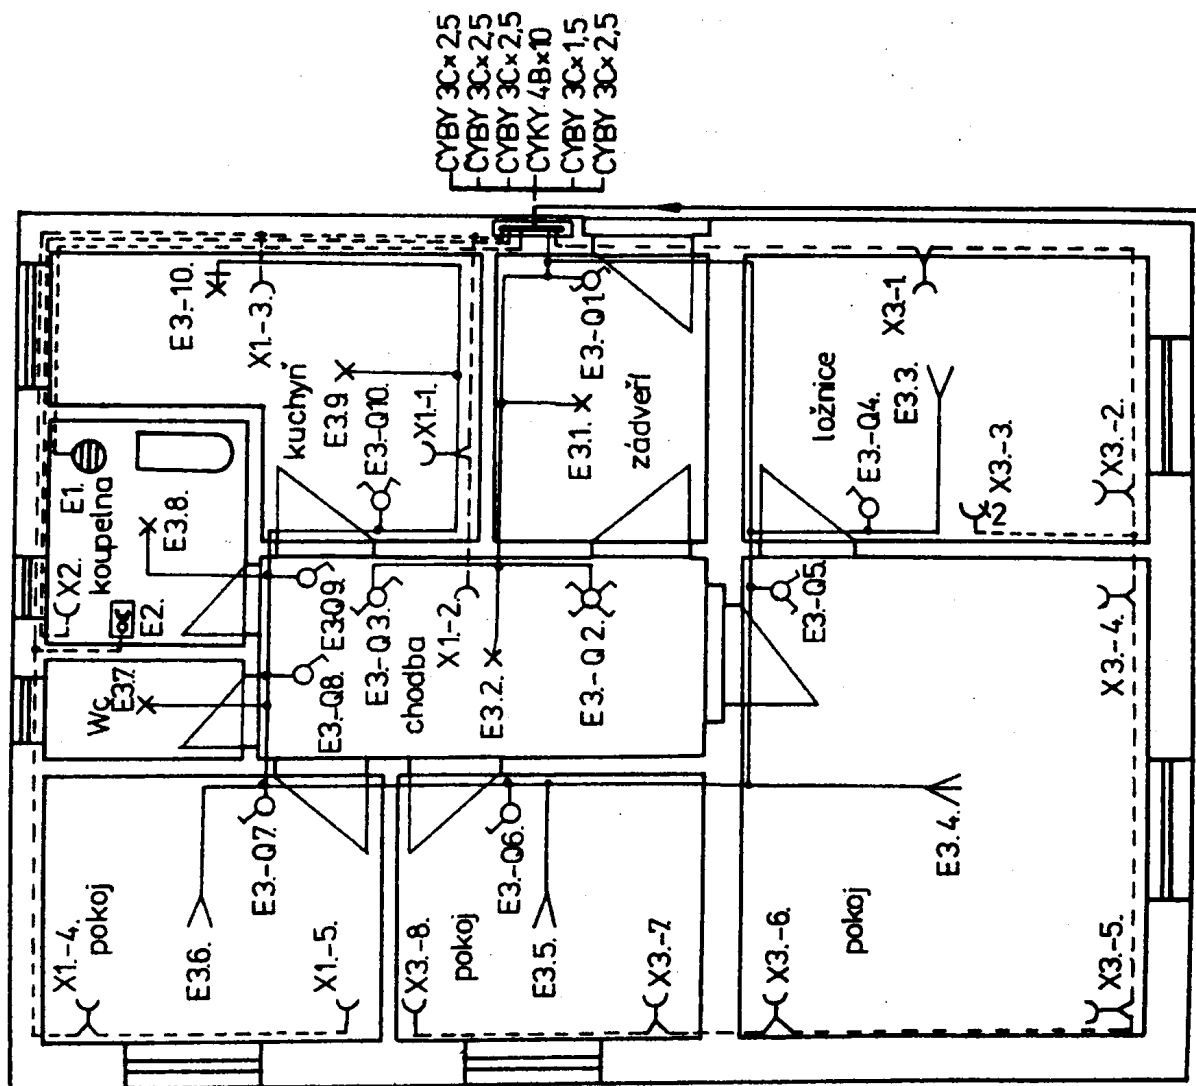 CYBY 3C×2,5
CYBY 3C×2,5
CYBY 3C×2,5
CYKY 4B×10
CYBY 3C×1,5
CYBY 3C×2,5
X1.-4.
pokoj
E3.6.
E3.-Q7.
X1.-5.
Wc
E3.7.
E3.-Q8.
X2.
E1.
koupelna
E2.
E3.8.
E3.Q9.
E3.-10.
X1.-3.
kuchyň
E3.9
E3.-Q10.
X1.-1.
E3.-Q3.
chodba
X1.-2.
E3.2.
E3.-Q2.
E3.-Q1
E3.1.
zádveří
X3.-8.
pokoj
E3.-Q6.
E3.5.
X3.-7.
X3.-6.
pokoj
E3.4.
X3.-5.
E3.-Q5.
X3.-4.
ložnice
X3.-1
E3.-Q4.
E3.3.
X3.-3.
2
X3.-2.